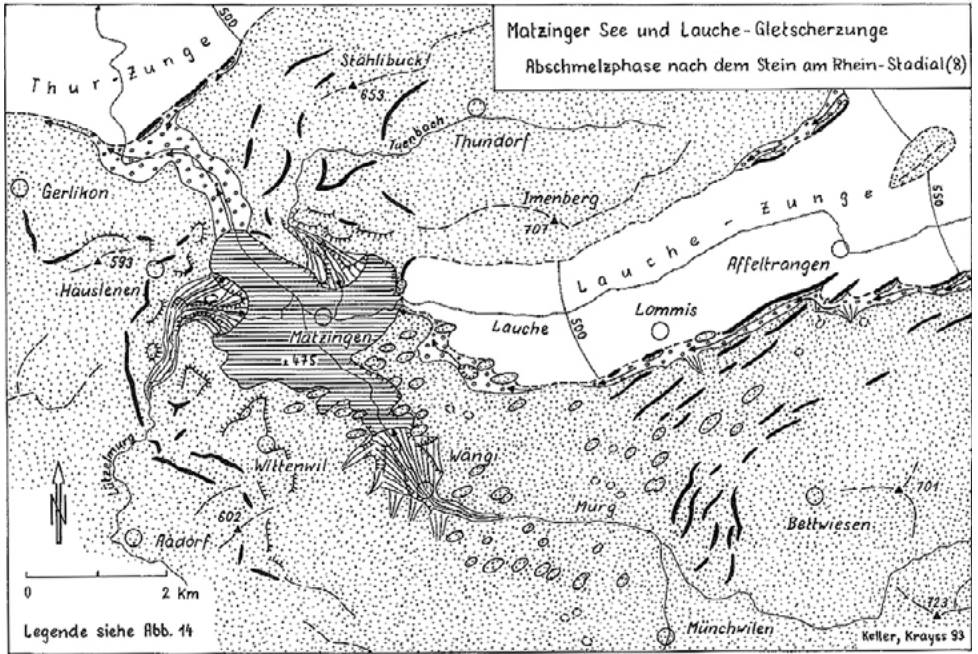 Matzinger See und Lauche-Gletscherzunge
Abschmelzphase nach dem Stein am Rhein-Stadial (8)
500
Thur-Zunge
500
Stählibuck
653
Tuenbach
Thundorf
Gerlikon
Imenberg
707
Lauche-Zunge
550
593
Hauslenen
Affeltrangen
Lauche
500
Lommis
Matzingen
± 475
Lützelmurg
Wittenwil
Wängi
602
Aadorf
Murg
701
Bettwiesen
723
N
0 2 Km
Münchwilen
Legende siehe Abb. 14
Keller, Krayss 93